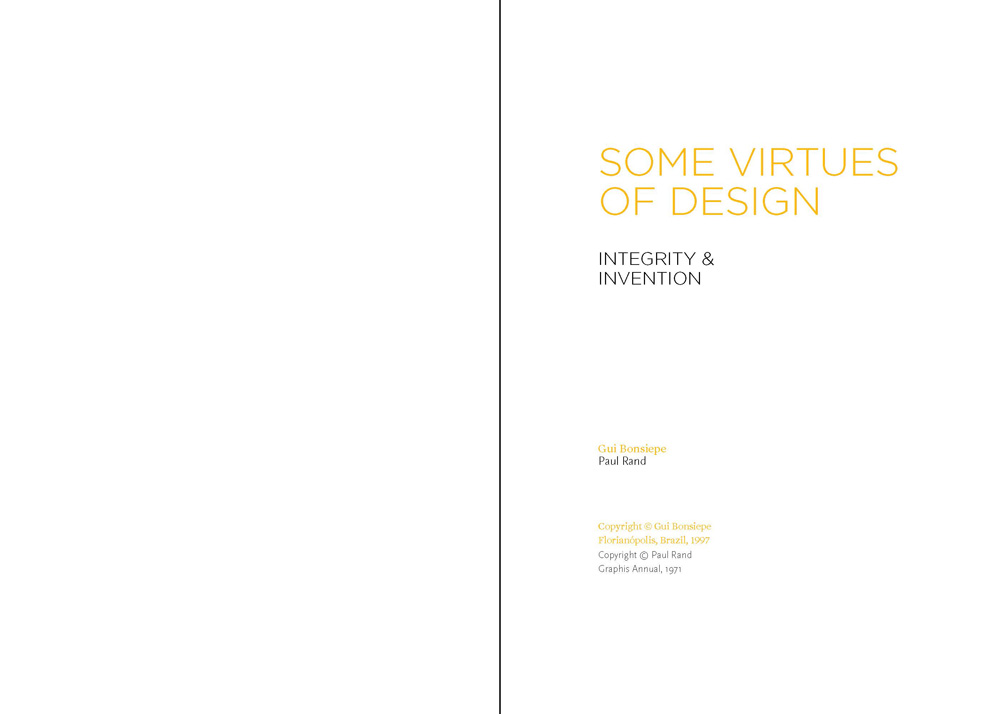 SOME VIRTUES
OF DESIGN
INTEGRITY &
INVENTION
Gui Bonsiepe
Paul Rand
Copyright © Gui Bonsiepe
Florianópolis, Brazil, 1997
Copyright © Paul Rand
Graphis Annual, 1971